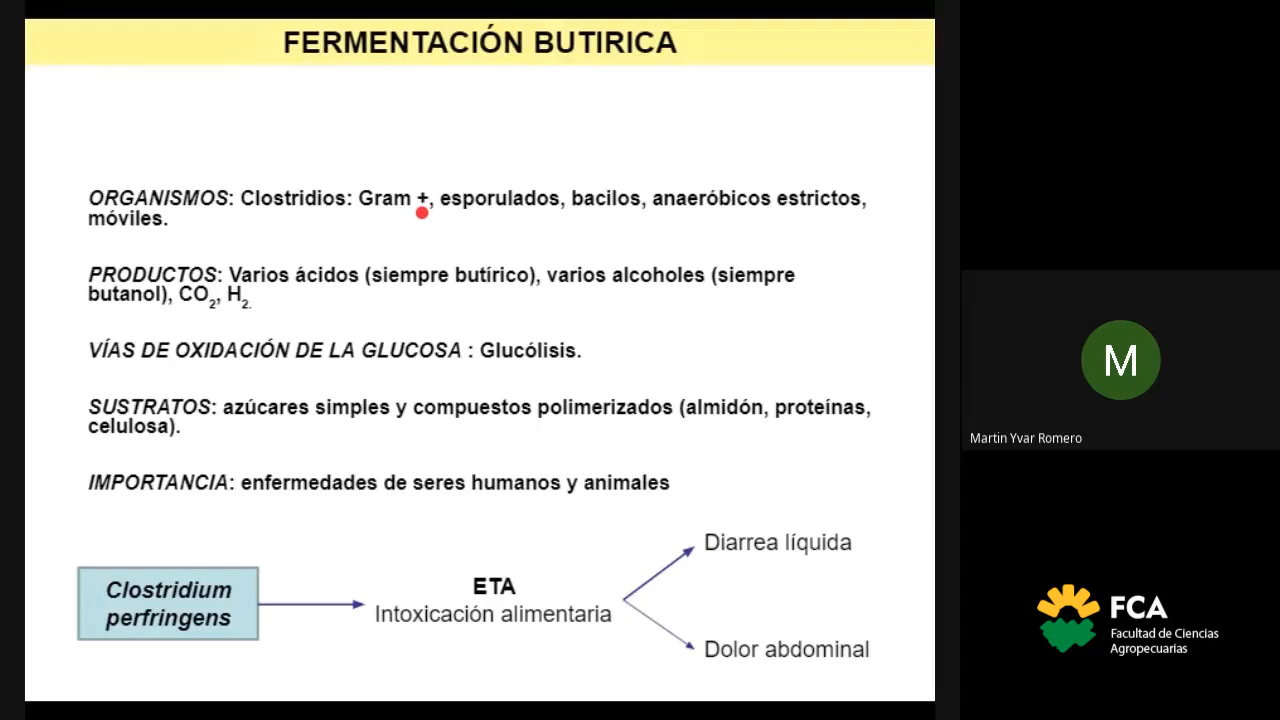 FERMENTACIÓN BUTIRICA
ORGANISMOS: Clostridios: Gram +, esporulados, bacilos, anaeróbicos estrictos,
móviles.
PRODUCTOS: Varios ácidos (siempre butírico), varios alcoholes (siempre
butanol), CO2, H2.
VÍAS DE OXIDACIÓN DE LA GLUCOSA : Glucólisis.
SUSTRATOS: azúcares simples y compuestos polimerizados (almidón, proteínas,
celulosa).
IMPORTANCIA: enfermedades de seres humanos y animales
Clostridium
perfringens
ETA
Intoxicación alimentaria
Diarrea líquida
Dolor abdominal
M
Martin Yvar Romero
FCA
Facultad de Ciencias
Agropecuarias